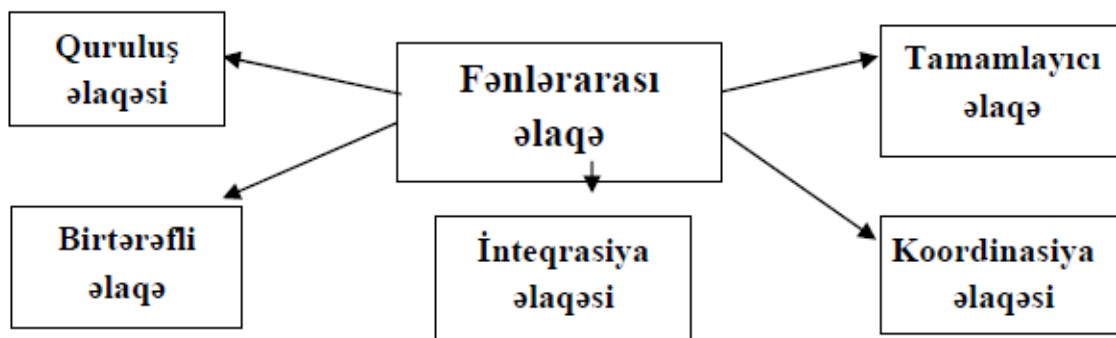 Quruluş
əlaqəsi
Fənlərarası
əlaqə
Tamamlayıcı
əlaqə
Birtərəfli
əlaqə
İnteqrasiya
əlaqəsi
Koordinasiya
əlaqəsi